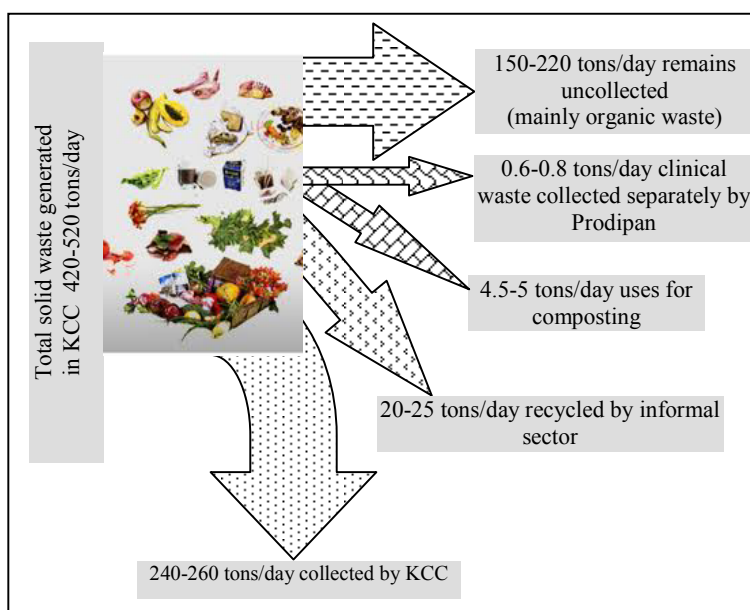 Total solid waste generated
in KCC 420-520 tons/day
150-220 tons/day remains
uncollected
(mainly organic waste)
0.6-0.8 tons/day clinical
waste collected separately by
Prodipan
4.5-5 tons/day uses for
composting
20-25 tons/day recycled by informal
sector
240-260 tons/day collected by KCC